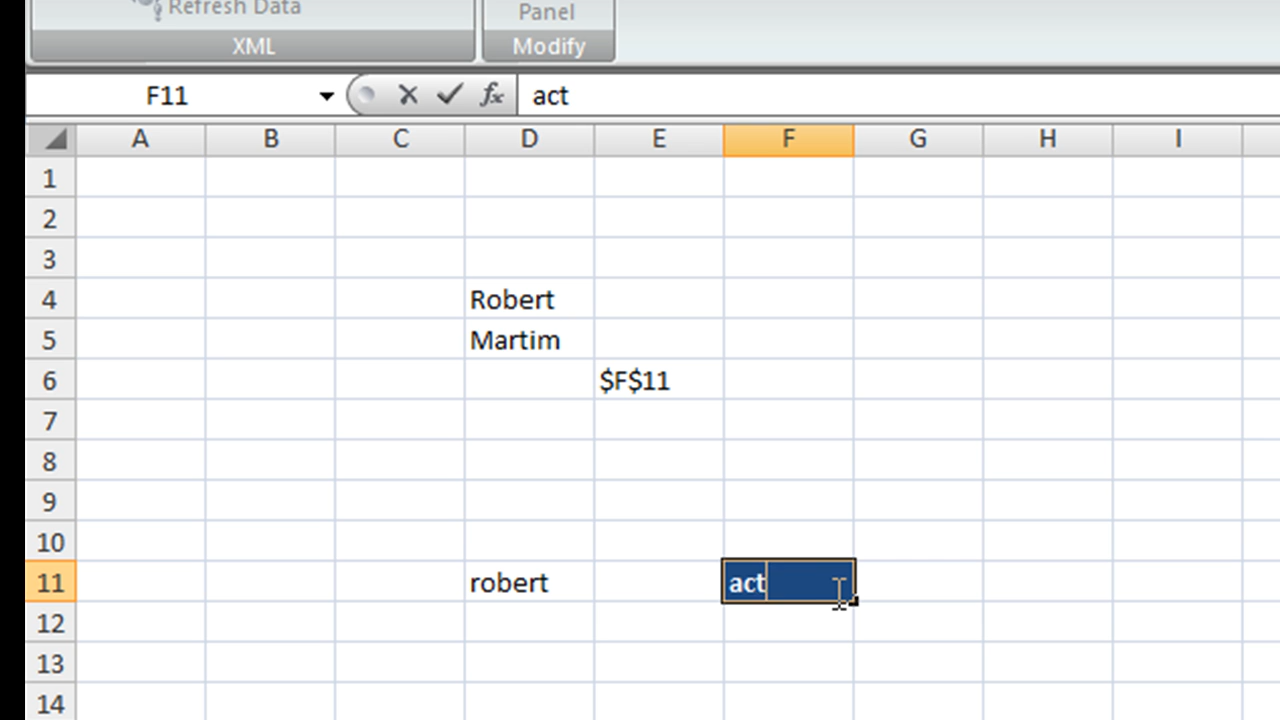 Refresh Data
Panel
XML
Modify
F11 fx act
A B C D E F G H I
1
2
3
4 Robert
5 Martim
6 $F$11
7
8
9
10
11 robert act
12
13
14